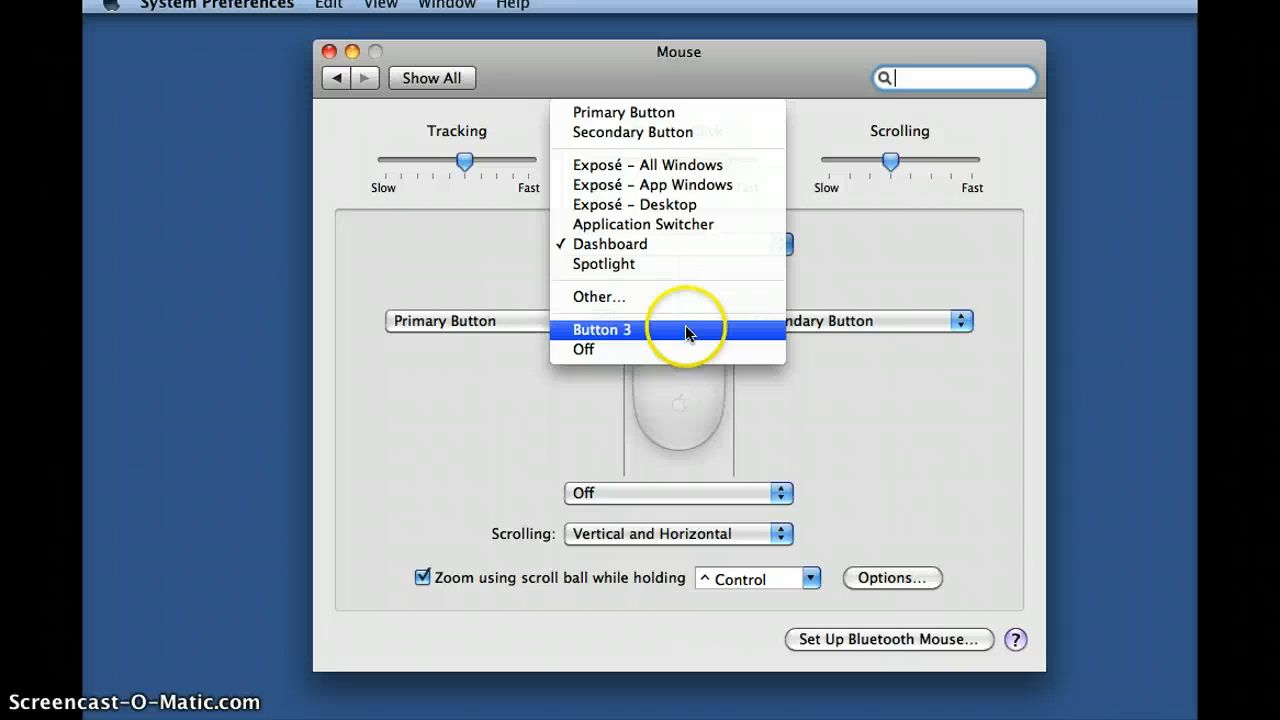 System Preferences Edit View Window Help
Mouse
Show All
Primary Button
Secondary Button
Tracking
Scrolling
Exposé – All Windows
Slow Fast
Exposé – App Windows
Slow Fast
Exposé – Desktop
Application Switcher
✓ Dashboard
Spotlight
Other...
Primary Button
ndary Button
Button 3
Off
Off
Scrolling: Vertical and Horizontal
Zoom using scroll ball while holding ^ Control Options...
Set Up Bluetooth Mouse... ?
Screencast-O-Matic.com